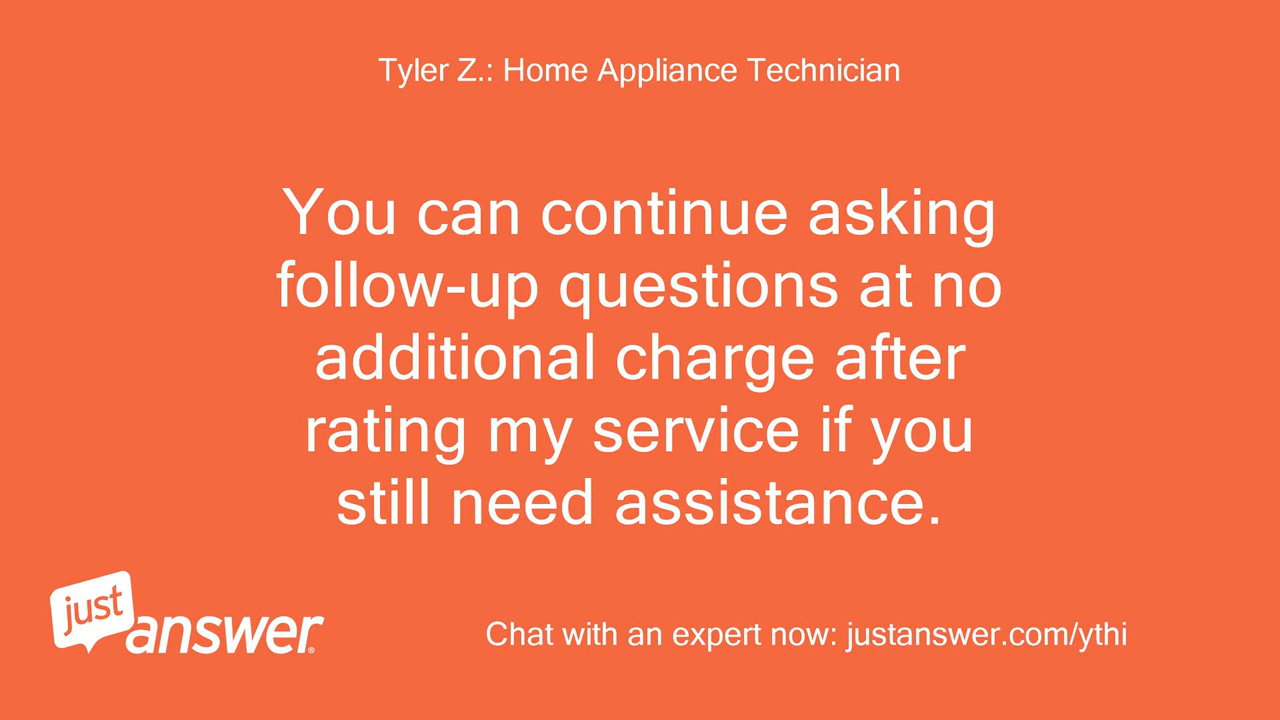 Tyler Z.: Home Appliance Technician
You can continue asking
follow-up questions at no
additional charge after
rating my service if you
still need assistance.
just
answer®
Chat with an expert now: justanswer.com/ythi